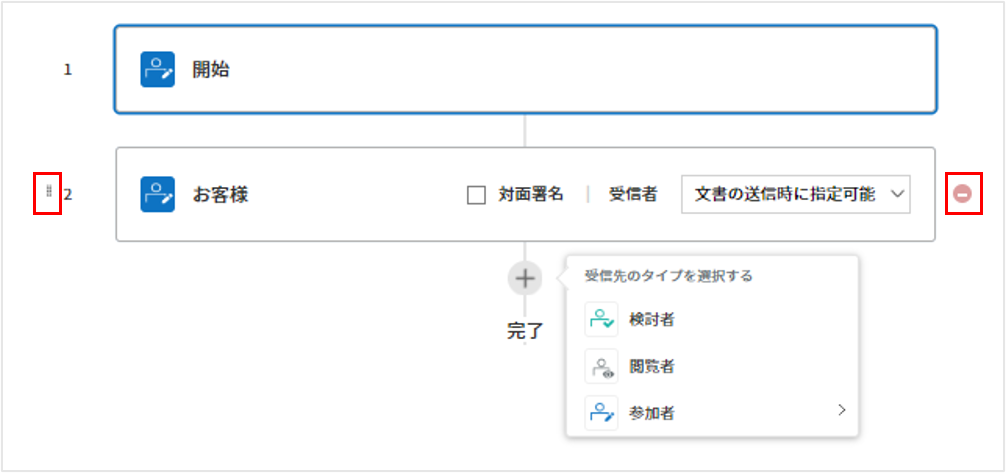 1 開始
2 お客様 対面署名 | 受信者 文書の送信時に指定可能
受信先のタイプを選択する
検討者
完了
閲覧者
参加者